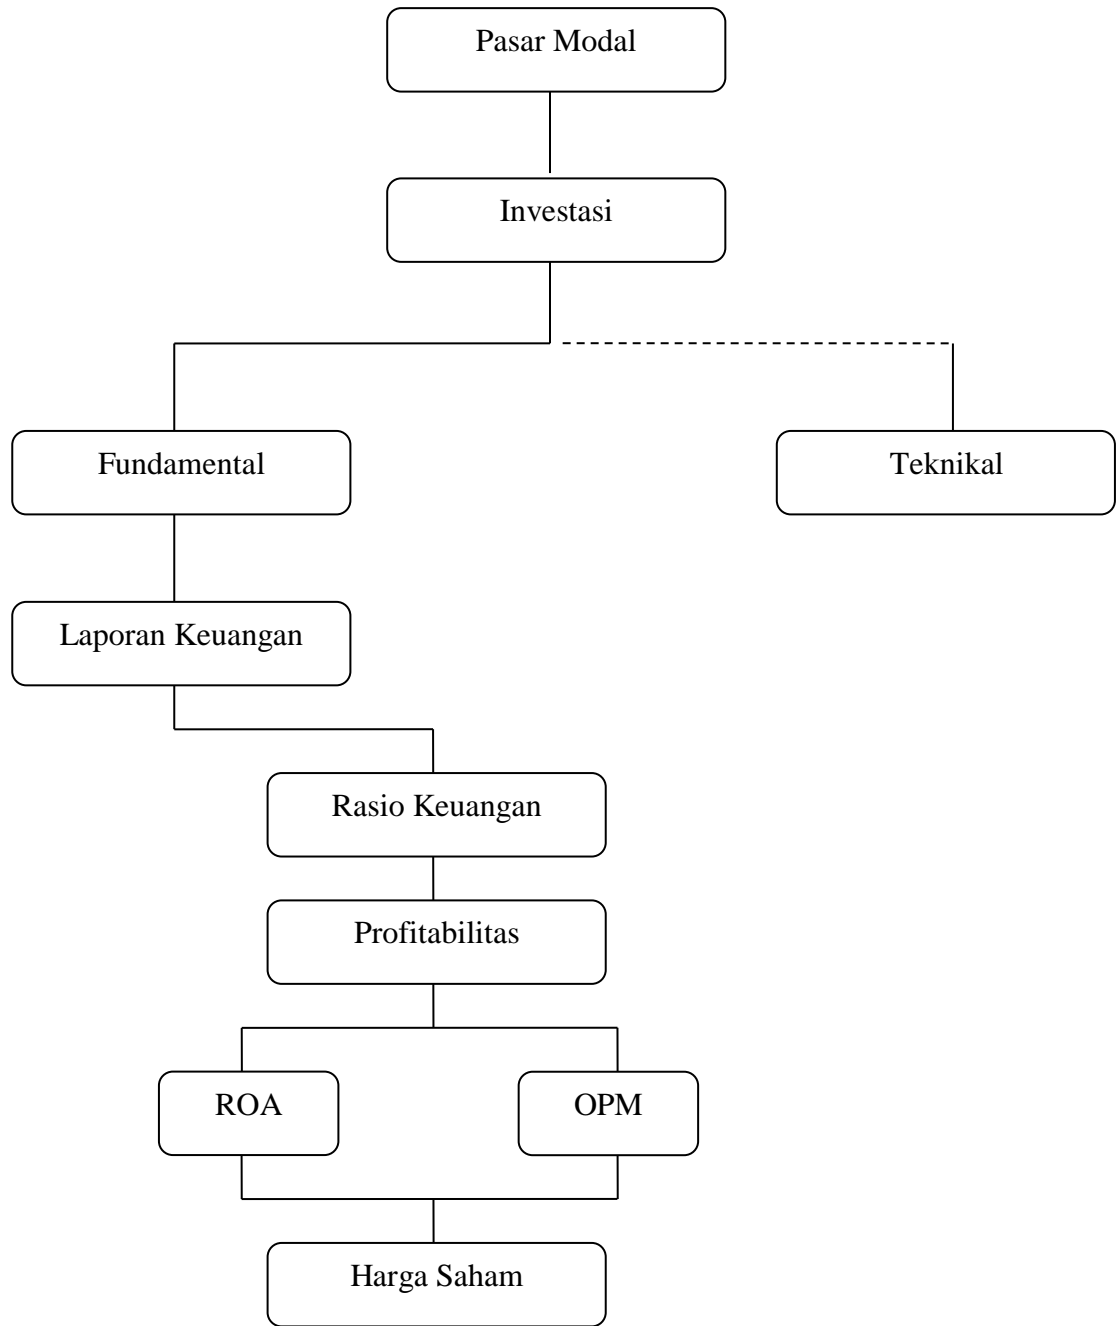 Pasar Modal
Investasi
Fundamental
Teknikal
Laporan Keuangan
Rasio Keuangan
Profitabilitas
ROA
OPM
Harga Saham